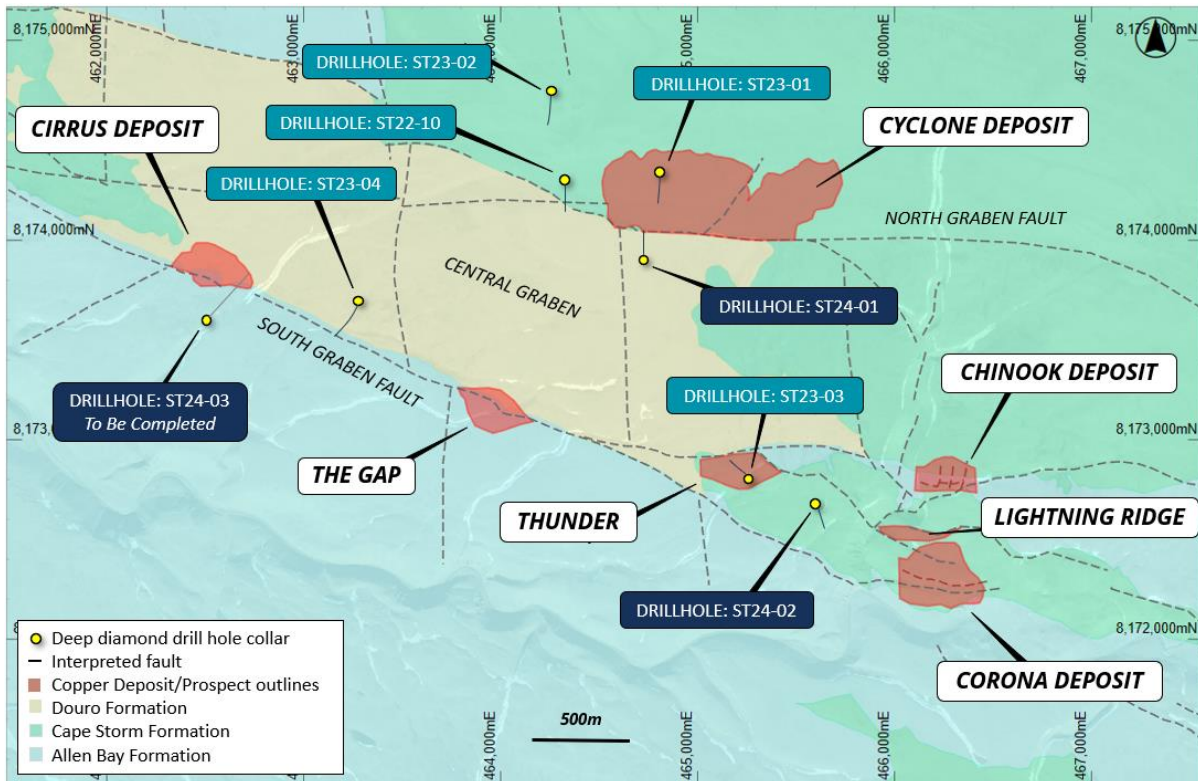 8,175,000mN
462,000mE
463,000mE
466,000mE
467,000mE
DRILLHOLE: ST23-02
DRILLHOLE: ST23-01
CIRRUS DEPOSIT
DRILLHOLE: ST22-10
CYCLONE DEPOSIT
DRILLHOLE: ST23-04
NORTH GRABEN FAULT
8,174,000mN
8,174,000mN
CENTRAL GRABEN
DRILLHOLE: ST24-01
SOUTH GRABEN FAULT
CHINOOK DEPOSIT
DRILLHOLE: ST24-03
To Be Completed
DRILLHOLE: ST23-03
8,173,000mN
8,173,000mN
THE GAP
THUNDER
LIGHTNING RIDGE
DRILLHOLE: ST24-02
8,172,000mN
CORONA DEPOSIT
Deep diamond drill hole collar
Interpreted fault
Copper Deposit/Prospect outlines
Douro Formation
Cape Storm Formation
Allen Bay Formation
500m
464,000mE
465,000mE
466,000mE
467,000mE